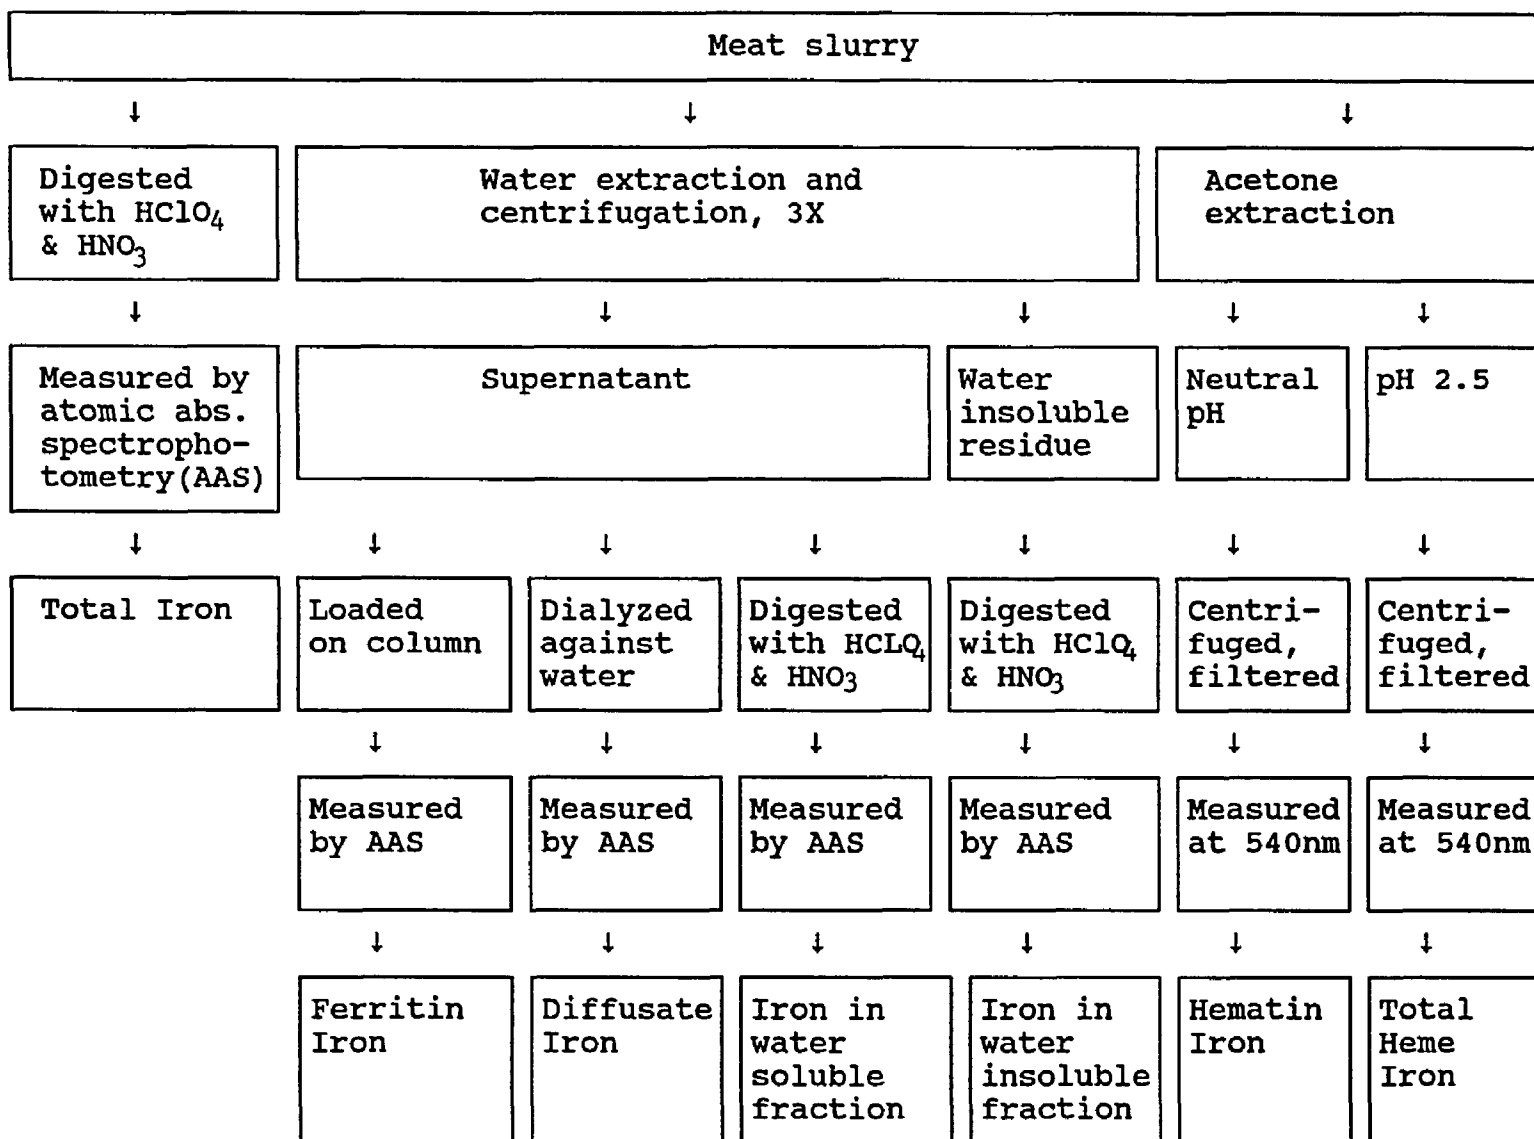 Meat slurry
↓ ↓ ↓
Digested
with HClO4
& HNO3
Water extraction and
centrifugation, 3X
Acetone
extraction
↓ ↓ ↓ ↓ ↓
Measured by
atomic abs.
spectropho-
tometry(AAS)
Supernatant
Water
insoluble
residue
Neutral
pH
pH 2.5
↓ ↓ ↓ ↓ ↓ ↓ ↓
Total Iron
Loaded
on column
Dialyzed
against
water
Digested
with HCLO4
& HNO3
Digested
with HClO4
& HNO3
Centri-
fuged,
filtered
Centri-
fuged,
filtered
↓ ↓ ↓ ↓ ↓ ↓
Measured
by AAS
Measured
by AAS
Measured
by AAS
Measured
by AAS
Measured
at 540nm
Measured
at 540nm
↓ ↓ ↓ ↓ ↓ ↓
Ferritin
Iron
Diffusate
Iron
Iron in
water
soluble
fraction
Iron in
water
insoluble
fraction
Hematin
Iron
Total
Heme
Iron